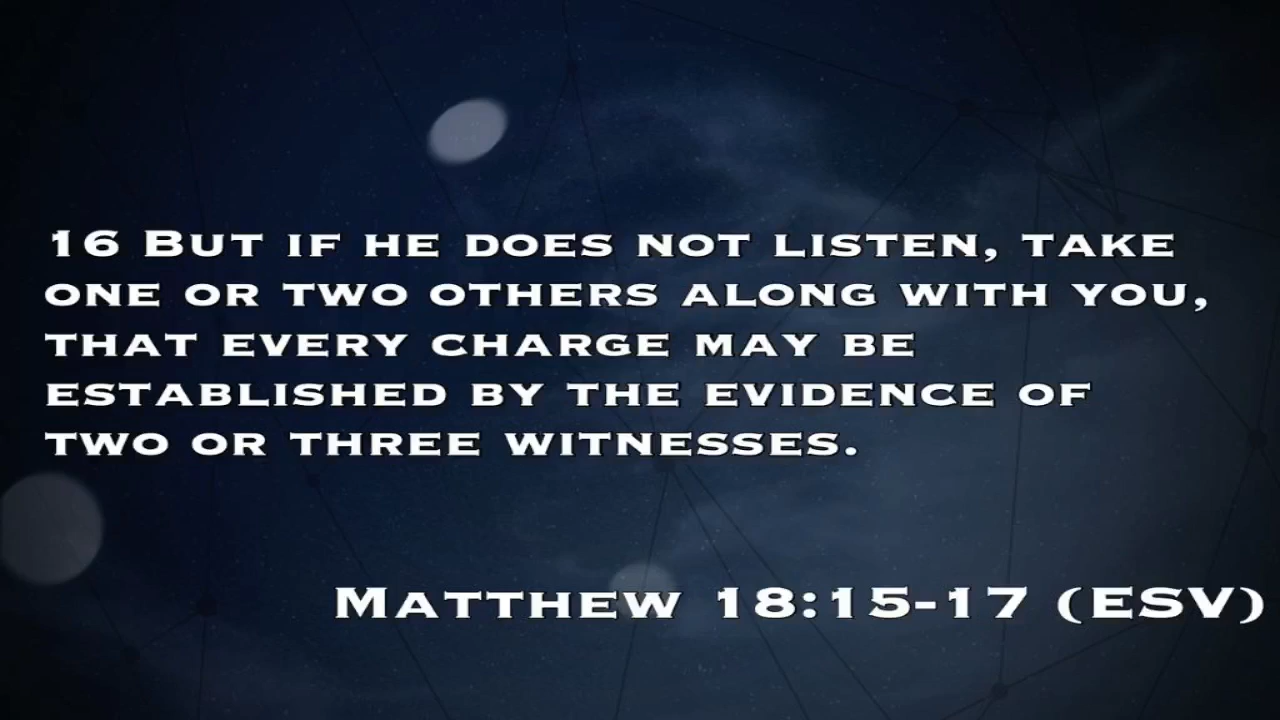 16 But if he does not listen, take
one or two others along with you,
that every charge may be
established by the evidence of
two or three witnesses.
Matthew 18:15-17 (ESV)